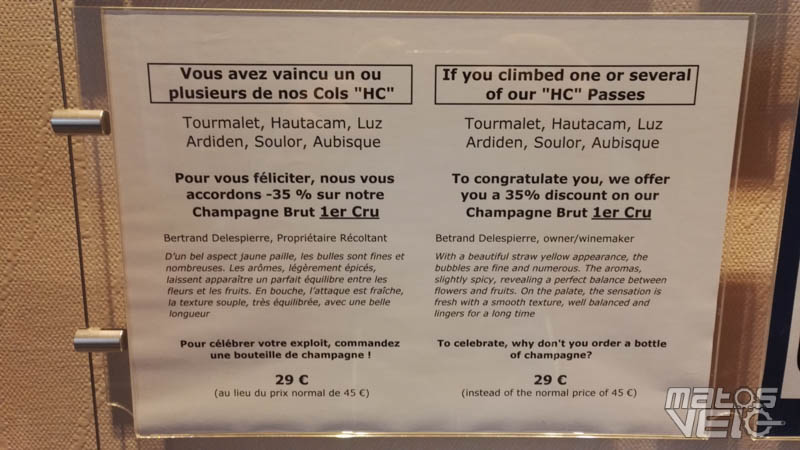 Vous avez vaincu un ou
plusieurs de nos Cols "HC"
Tourmalet, Hautacam, Luz
Ardiden, Soulor, Aubisque
Pour vous féliciter, nous vous
accordons -35 % sur notre
Champagne Brut 1er Cru
Bertrand Delespierre, Propriétaire Récoltant
D'un bel aspect jaune paille, les bulles sont fines et
nombreuses. Les arômes, légèrement épicés,
laissent apparaître un parfait équilibre entre les
fleurs et les fruits. En bouche, l'attaque est fraîche,
la texture souple, très équilibrée, avec une belle
longueur
Pour célébrer votre exploit, commandez
une bouteille de champagne !
29 €
(au lieu du prix normal de 45 €)
If you climbed one or several
of our "HC" Passes
Tourmalet, Hautacam, Luz
Ardiden, Soulor, Aubisque
To congratulate you, we offer
you a 35% discount on our
Champagne Brut 1er Cru
Betrand Delespierre, owner/winemaker
With a beautiful straw yellow appearance, the
bubbles are fine and numerous. The aromas,
slightly spicy, revealing a perfect balance between
flowers and fruits. On the palate, the sensation is
fresh with a smooth texture, well balanced and
lingers for a long time
To celebrate, why don't you order a bottle
of champagne?
29 €
(instead of the normal price of 45 €)
MATOS
VELO